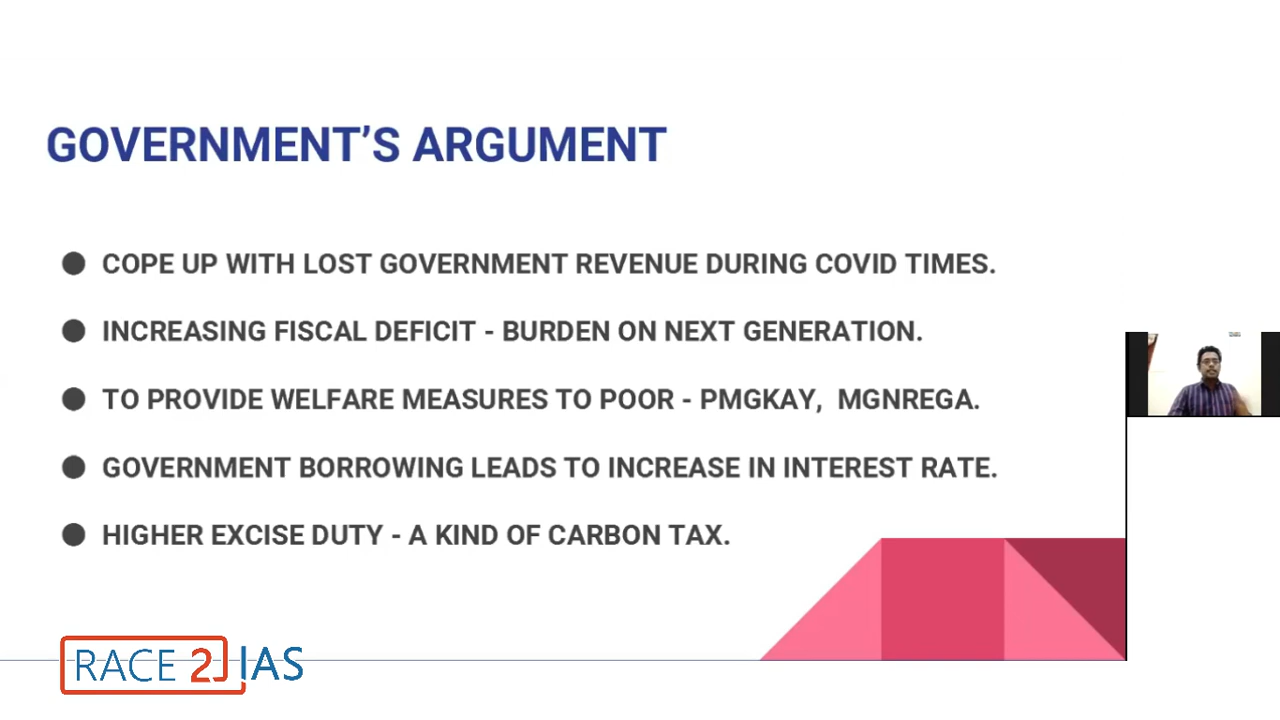 GOVERNMENT’S ARGUMENT
● COPE UP WITH LOST GOVERNMENT REVENUE DURING COVID TIMES.
● INCREASING FISCAL DEFICIT - BURDEN ON NEXT GENERATION.
● TO PROVIDE WELFARE MEASURES TO POOR - PMGKAY,  MGNREGA.
● GOVERNMENT BORROWING LEADS TO INCREASE IN INTEREST RATE.
● HIGHER EXCISE DUTY - A KIND OF CARBON TAX.
RACE 2 IAS